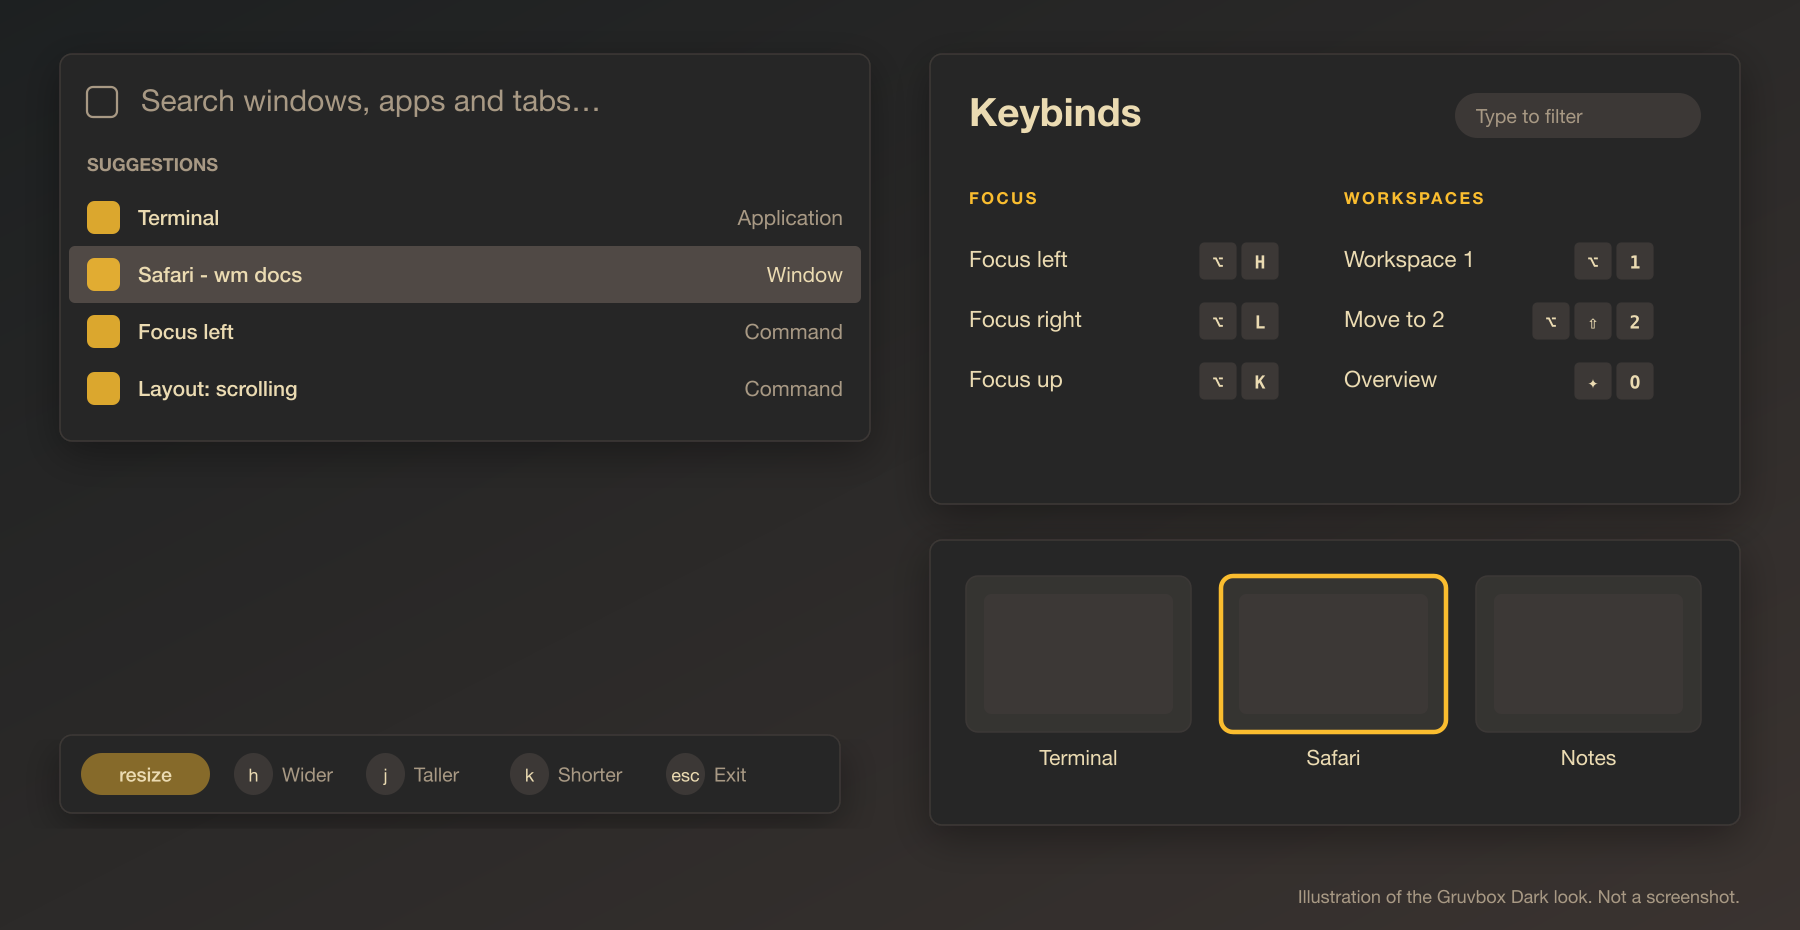 Search windows, apps and tabs…
SUGGESTIONS
Terminal Application
Safari - wm docs Window
Focus left Command
Layout: scrolling Command
resize h Wider j Taller k Shorter esc Exit
Keybinds Type to filter
FOCUS
Focus left ⌥ H
Focus right ⌥ L
Focus up ⌥ K
WORKSPACES
Workspace 1 ⌥ 1
Move to 2 ⌥ ⇧ 2
Overview ✦ O
Terminal Safari Notes
Illustration of the Gruvbox Dark look. Not a screenshot.